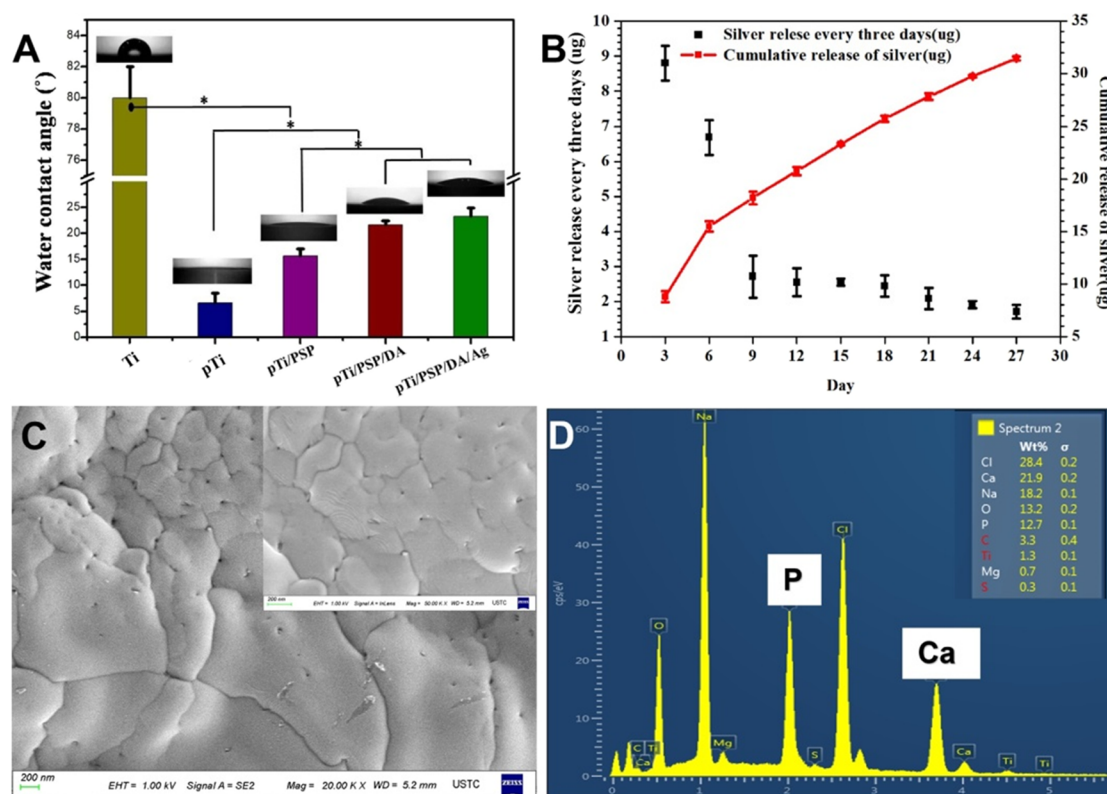 A
Water contact angle (°)
84
82
80
78
76
25
20
15
10
5
0
*
*
*
Ti
pTi
pTi/PSP
pTi/PSP/DA
pTi/PSP/DA/Ag
B
Silver release every three days (ug)
10
9
8
7
6
5
4
3
2
1
Silver relese every three days(ug)
Cumulative release of silver(ug)
35
30
25
20
15
10
5
Cumulative release of silver(ug)
0 3 6 9 12 15 18 21 24 27 30
Day
C
200 nm EHT = 1.00 kV Signal A = InLens Mag = 50.00 K X WD = 5.2 mm USTC ZEISS
200 nm EHT = 1.00 kV Signal A = SE2 Mag = 20.00 K X WD = 5.2 mm USTC ZEISS
D
cps/eV
60
50
40
30
20
10
0
Spectrum 2
Wt% σ
Cl 28.4 0.2
Ca 21.9 0.2
Na 18.2 0.1
O 13.2 0.2
P 12.7 0.1
C 3.3 0.4
Ti 1.3 0.1
Mg 0.7 0.1
S 0.3 0.1
Na
Cl
P
O
Ca
C
Ti
Ca
Mg
S
Ca
Ti
Ti
0 1 2 3 4 5